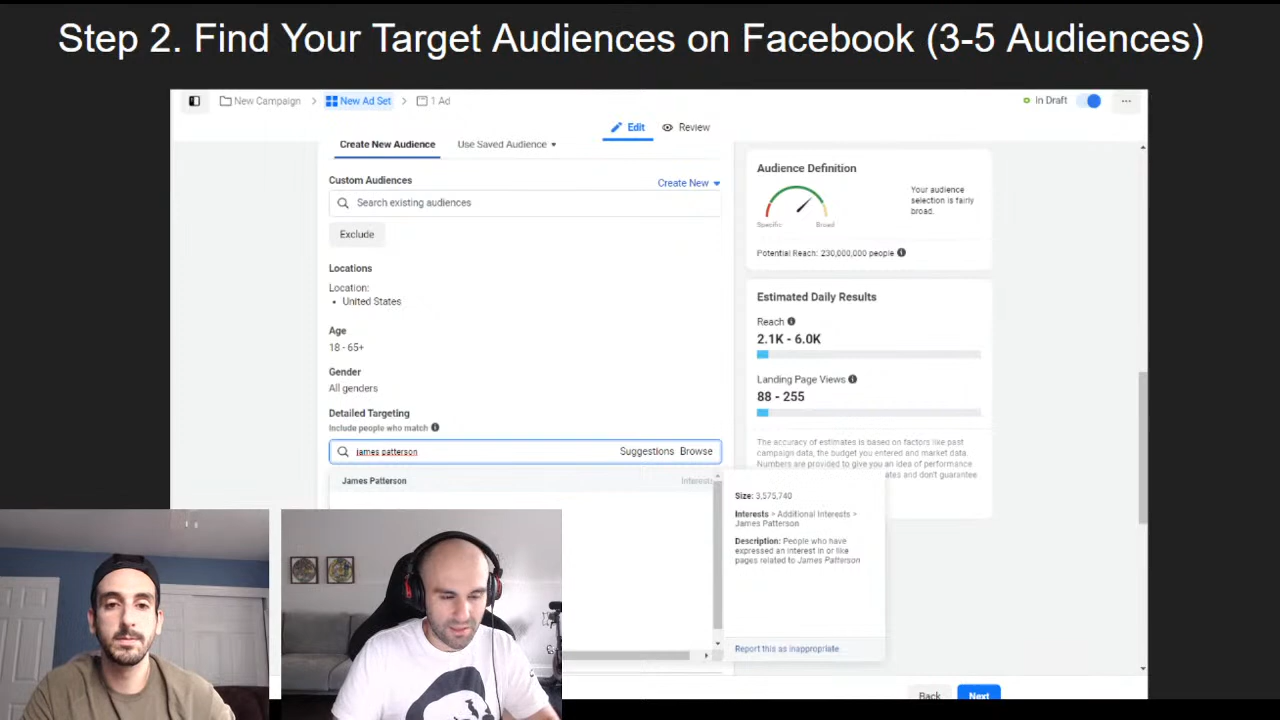 Step 2. Find Your Target Audiences on Facebook (3-5 Audiences)
New Campaign > New Ad Set > 1 Ad
In Draft
Edit
Review
Create New Audience
Use Saved Audience
Custom Audiences
Create New
Search existing audiences
Exclude
Locations
Location:
• United States
Age
18 - 65+
Gender
All genders
Detailed Targeting
Include people who match
james patterson
Suggestions Browse
James Patterson
Interests
Audience Definition
Your audience
selection is fairly
broad.
Specific
Broad
Potential Reach: 230,000,000 people
Estimated Daily Results
Reach
2.1K - 6.0K
Landing Page Views
88 - 255
The accuracy of estimates is based on factors like past
campaign data, the budget you entered and market data.
Numbers are provided to give you an idea of performance
ates and don't guarantee
Size: 3,575,740
Interests > Additional Interests >
James Patterson
Description: People who have
expressed an interest in or like
pages related to James Patterson
Report this as inappropriate
Back
Next